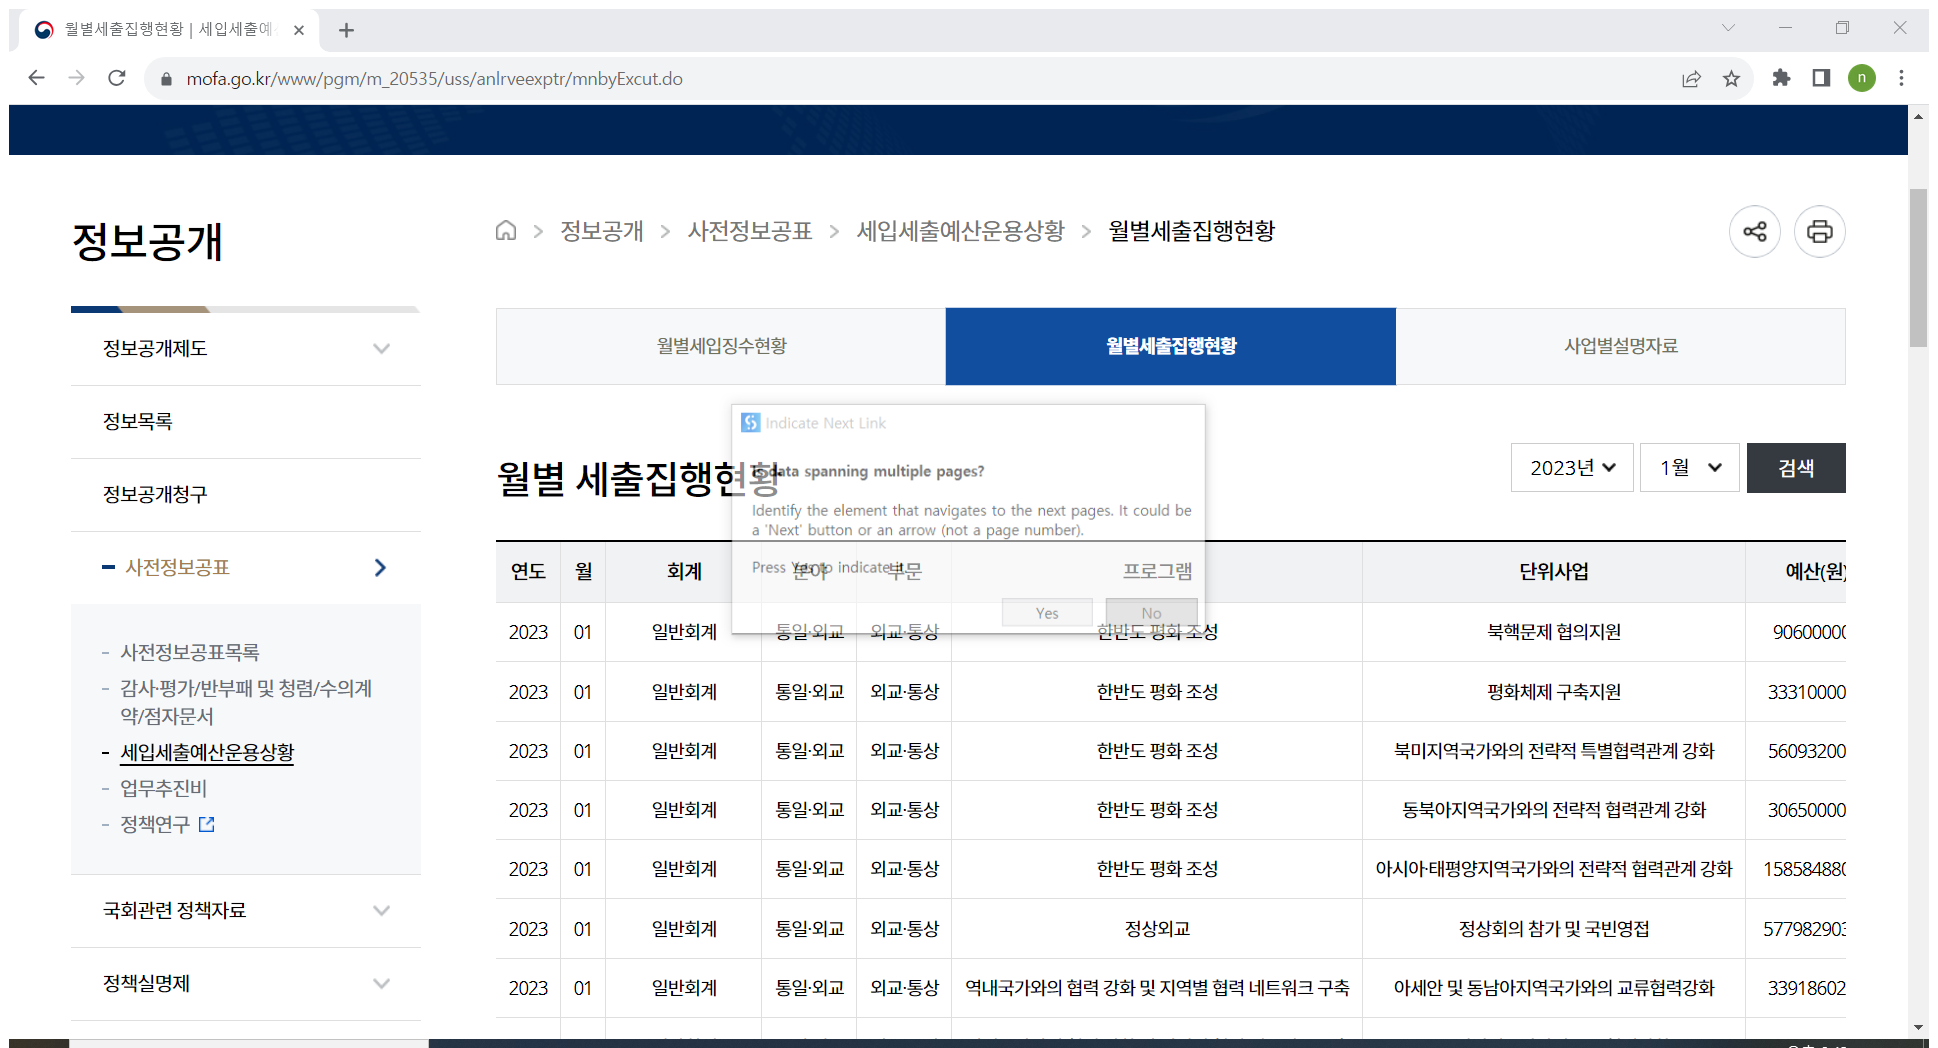 월별세출집행현황 | 세입세출예
mofa.go.kr/www/pgm/m_20535/uss/anlrveexptr/mnbyExcut.do
n
정보공개
정보공개제도
정보목록
정보공개청구
사전정보공표
- 사전정보공표목록
- 감사·평가/반부패 및 청렴/수의계
약/점자문서
- 세입세출예산운용상황
- 업무추진비
- 정책연구
국회관련 정책자료
정책실명제
정보공개 > 사전정보공표 > 세입세출예산운용상황 > 월별세출집행현황
월별세입징수현황 월별세출집행현황 사업별설명자료
월별 세출집행현황
2023년 1월 검색
Indicate Next Link
Is data spanning multiple pages?
Identify the element that navigates to the next pages. It could be
a 'Next' button or an arrow (not a page number).
Press Yes to indicate it.
Yes No
연도 월 회계 분야 부문 프로그램 단위사업 예산(원)
2023 01 일반회계 통일·외교 외교·통상 한반도 평화 조성 북핵문제 협의지원 90600000
2023 01 일반회계 통일·외교 외교·통상 한반도 평화 조성 평화체제 구축지원 33310000
2023 01 일반회계 통일·외교 외교·통상 한반도 평화 조성 북미지역국가와의 전략적 특별협력관계 강화 56093200
2023 01 일반회계 통일·외교 외교·통상 한반도 평화 조성 동북아지역국가와의 전략적 협력관계 강화 30650000
2023 01 일반회계 통일·외교 외교·통상 한반도 평화 조성 아시아·태평양지역국가와의 전략적 협력관계 강화 158584880
2023 01 일반회계 통일·외교 외교·통상 정상외교 정상회의 참가 및 국빈영접 577982903
2023 01 일반회계 통일·외교 외교·통상 역내국가와의 협력 강화 및 지역별 협력 네트워크 구축 아세안 및 동남아지역국가와의 교류협력강화 33918602